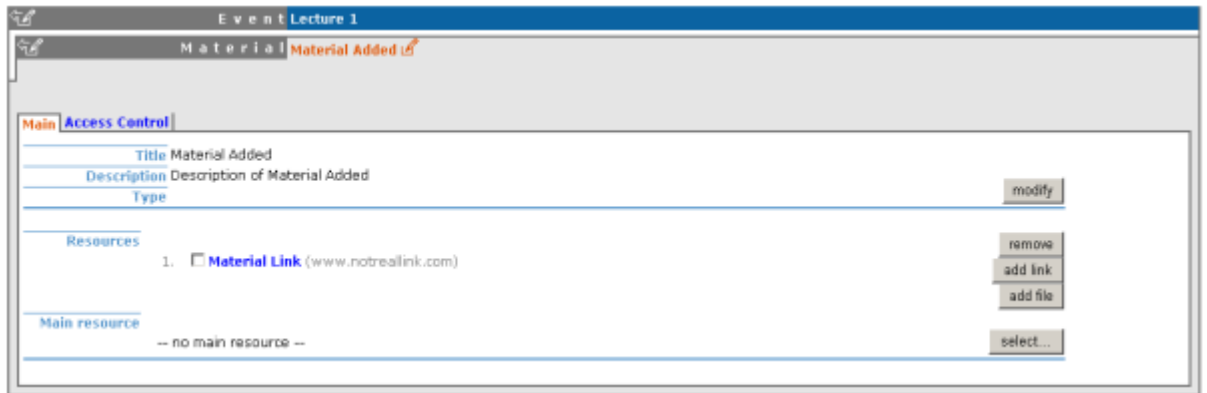 Event Lecture 1
Material Material Added
Main Access Control
Title Material Added
Description Description of Material Added
Type
modify
Resources
remove
1. Material Link (www.notreallink.com)
add link
add file
Main resource
-- no main resource --
select...